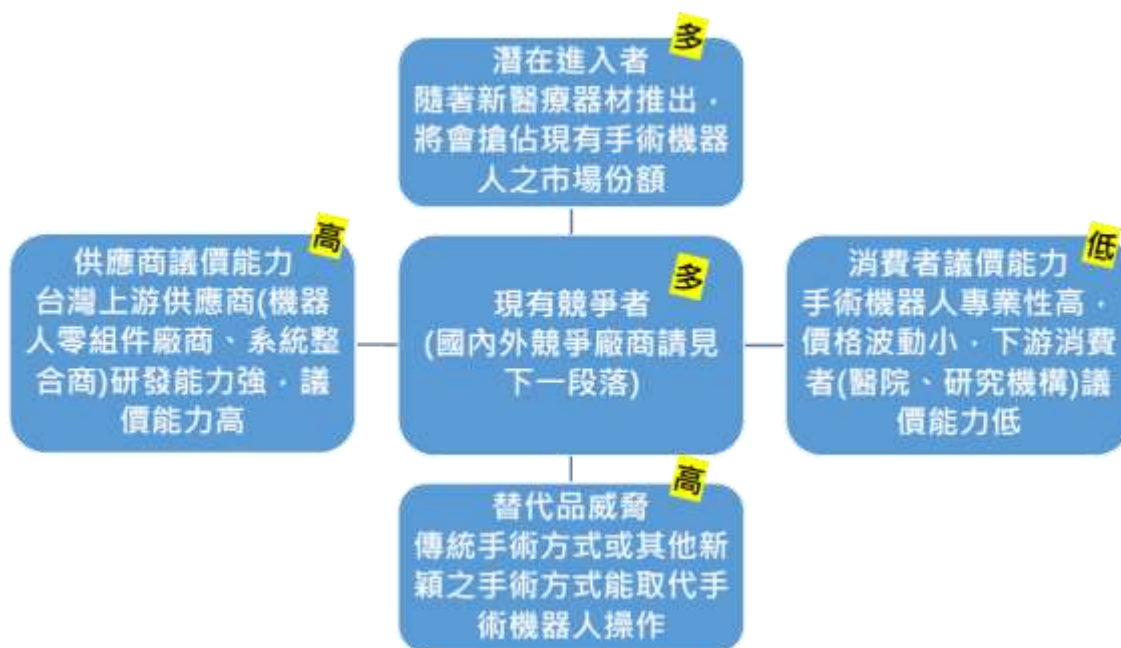 多
潛在進入者
隨著新醫療器材推出，
將會搶佔現有手術機器
人之市場份額
高
供應商議價能力
台灣上游供應商(機器
人零組件廠商、系統整
合商)研發能力強，議
價能力高
多
現有競爭者
(國內外競爭廠商請見
下一段落)
低
消費者議價能力
手術機器人專業性高，
價格波動小，下游消費
者(醫院、研究機構)議
價能力低
高
替代品威脅
傳統手術方式或其他新
穎之手術方式能取代手
術機器人操作